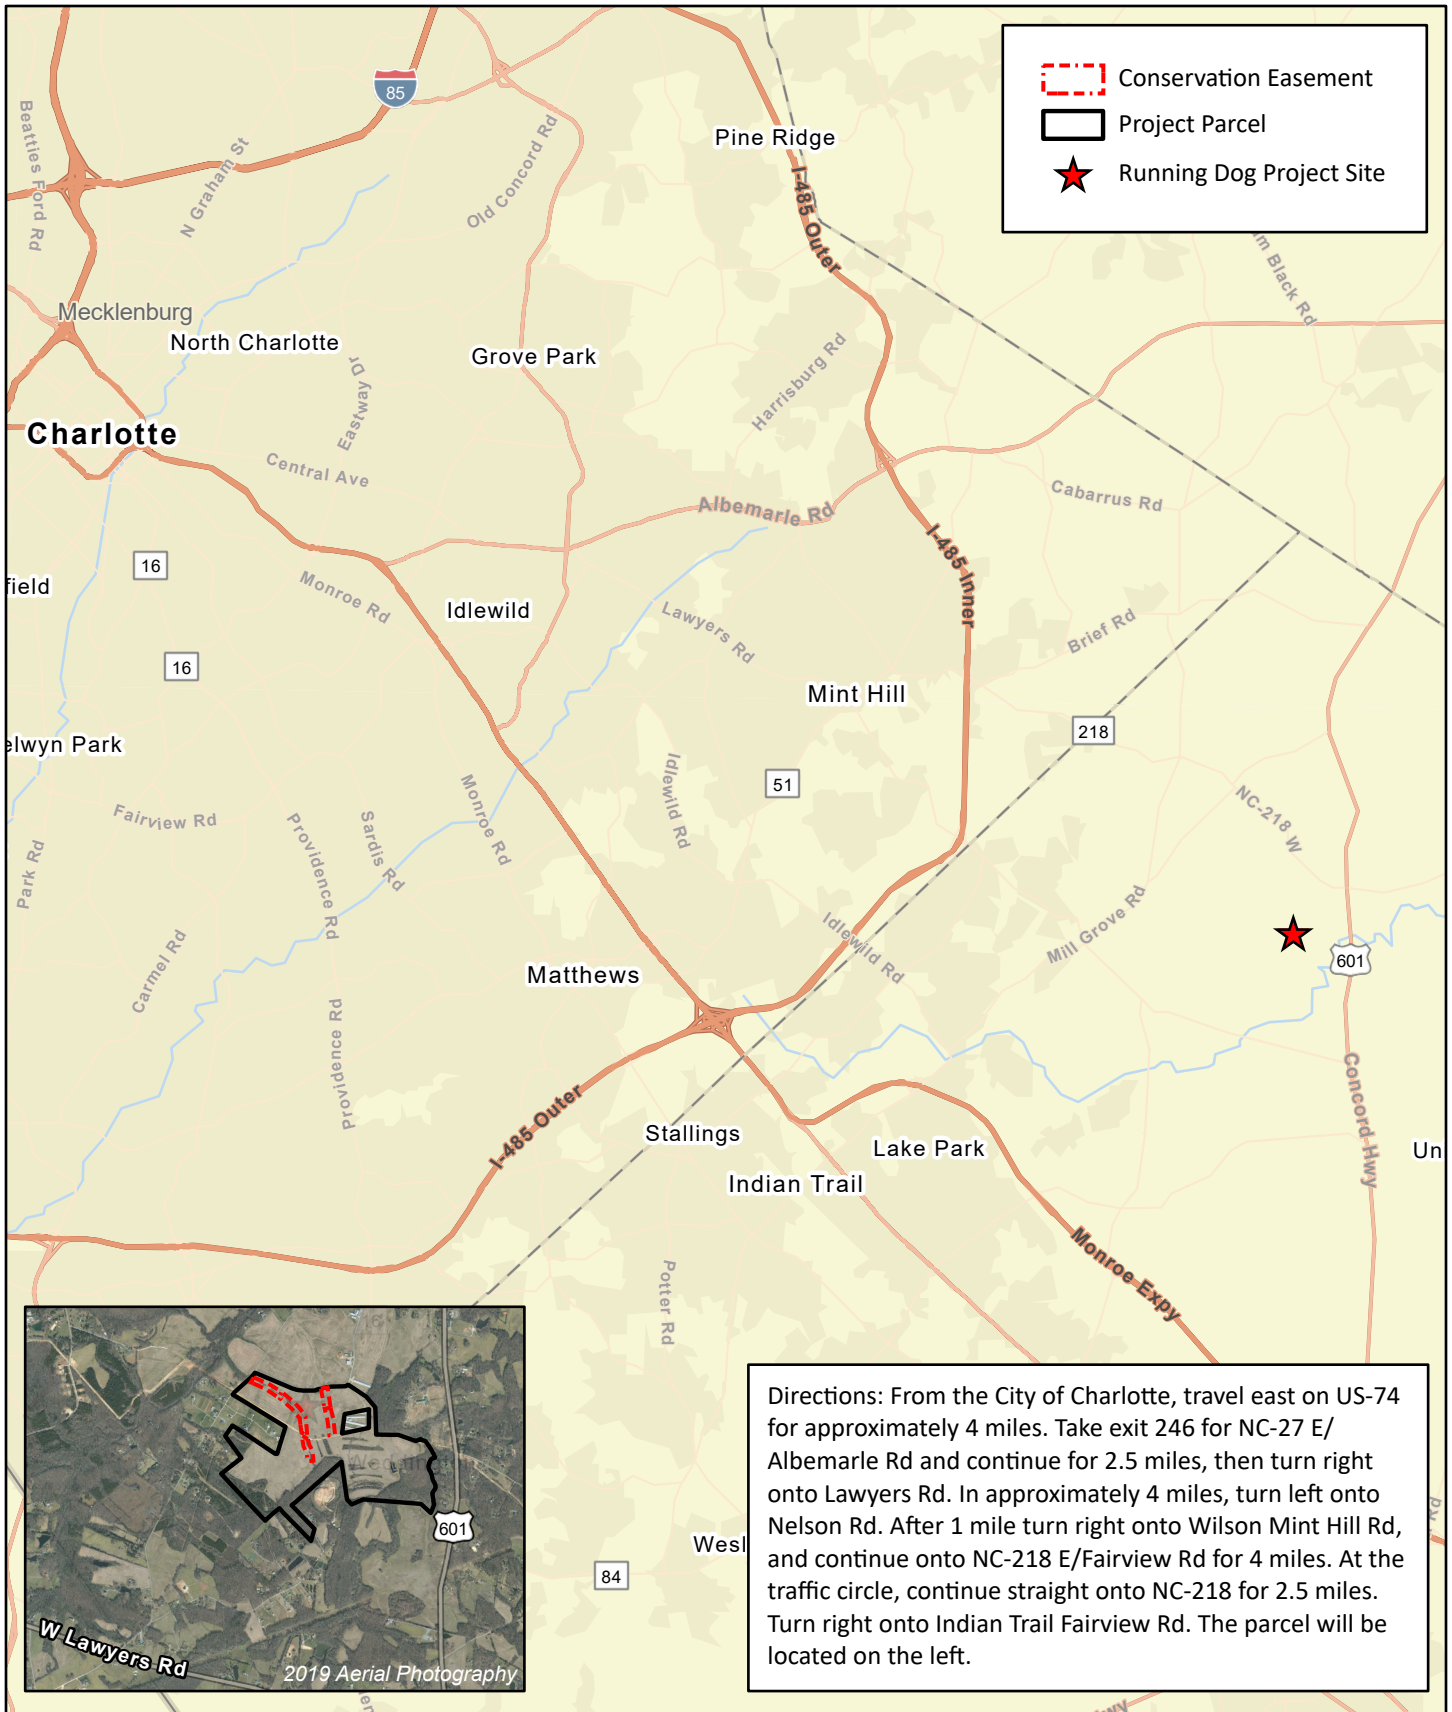 Conservation Easement
Project Parcel
Running Dog Project Site
85
Pine Ridge
I-485 Outer
Beatties Ford Rd
N Graham St
Old Concord Rd
Black Rd
Mecklenburg
North Charlotte
Grove Park
Eastway Dr
Harrisburg Rd
Charlotte
Central Ave
Albemarle Rd
Cabarrus Rd
I-485 Inner
16
field
Monroe Rd
Idlewild
Lawyers Rd
Brief Rd
16
Mint Hill
218
elwyn Park
51
Idlewild Rd
NC-218 W
Fairview Rd
Providence Rd
Sardis Rd
Monroe Rd
Park Rd
Mill Grove Rd
Idlewild Rd
Carmel Rd
Matthews
601
Providence Rd
I-485 Outer
Stallings
Lake Park
Concord Hwy
Un
Indian Trail
Monroe Expy
Potter Rd
601
W Lawyers Rd
2019 Aerial Photography
84
Wesl
Rd
Directions: From the City of Charlotte, travel east on US-74
for approximately 4 miles. Take exit 246 for NC-27 E/
Albemarle Rd and continue for 2.5 miles, then turn right
onto Lawyers Rd. In approximately 4 miles, turn left onto
Nelson Rd. After 1 mile turn right onto Wilson Mint Hill Rd,
and continue onto NC-218 E/Fairview Rd for 4 miles. At the
traffic circle, continue straight onto NC-218 for 2.5 miles.
Turn right onto Indian Trail Fairview Rd. The parcel will be
located on the left.